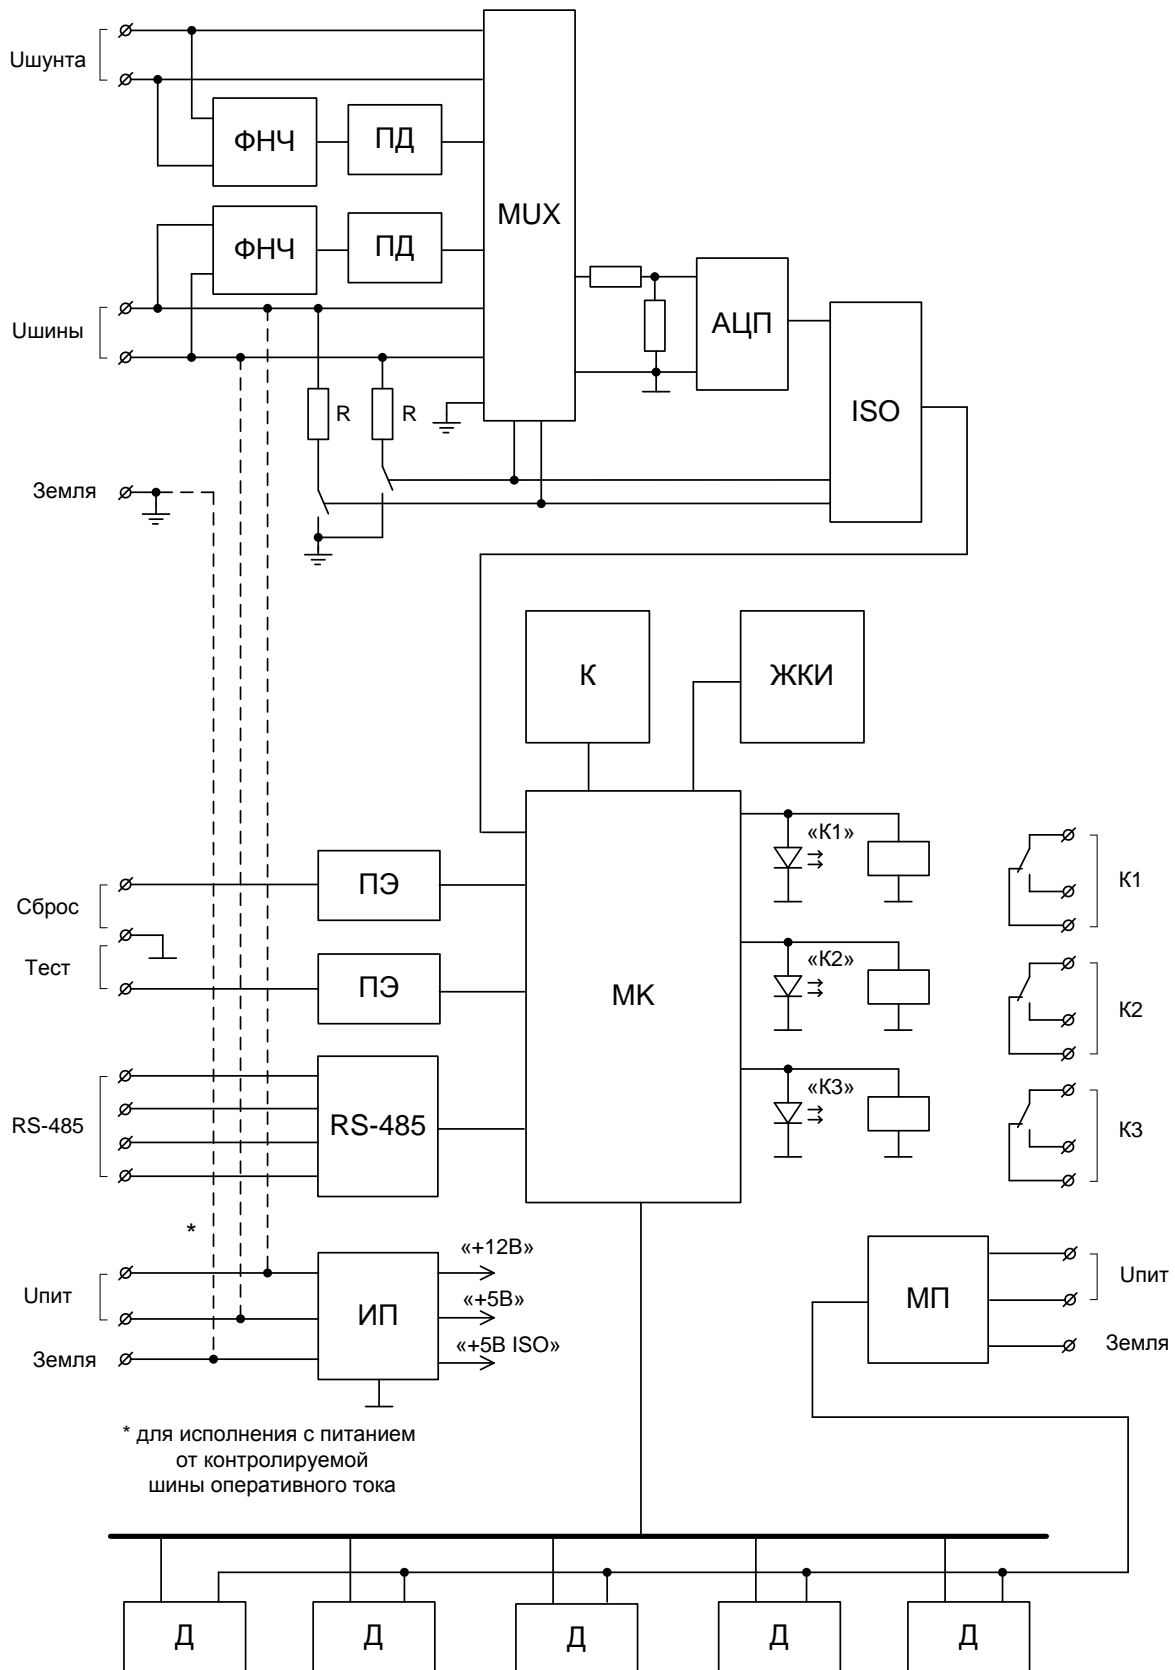 Uшунта
ФНЧ
ПД
MUX
ФНЧ
ПД
Uшины
АЦП
ISO
R
R
Земля
К
ЖКИ
«К1»
ПЭ
К1
Сброс
Тест
«К2»
ПЭ
МК
К2
«К3»
RS-485
RS-485
К3
*
«+12В»
Uпит
ИП
«+5В»
МП
Uпит
Земля
«+5В ISO»
Земля
* для исполнения с питанием
от контролируемой
шины оперативного тока
Д
Д
Д
Д
Д